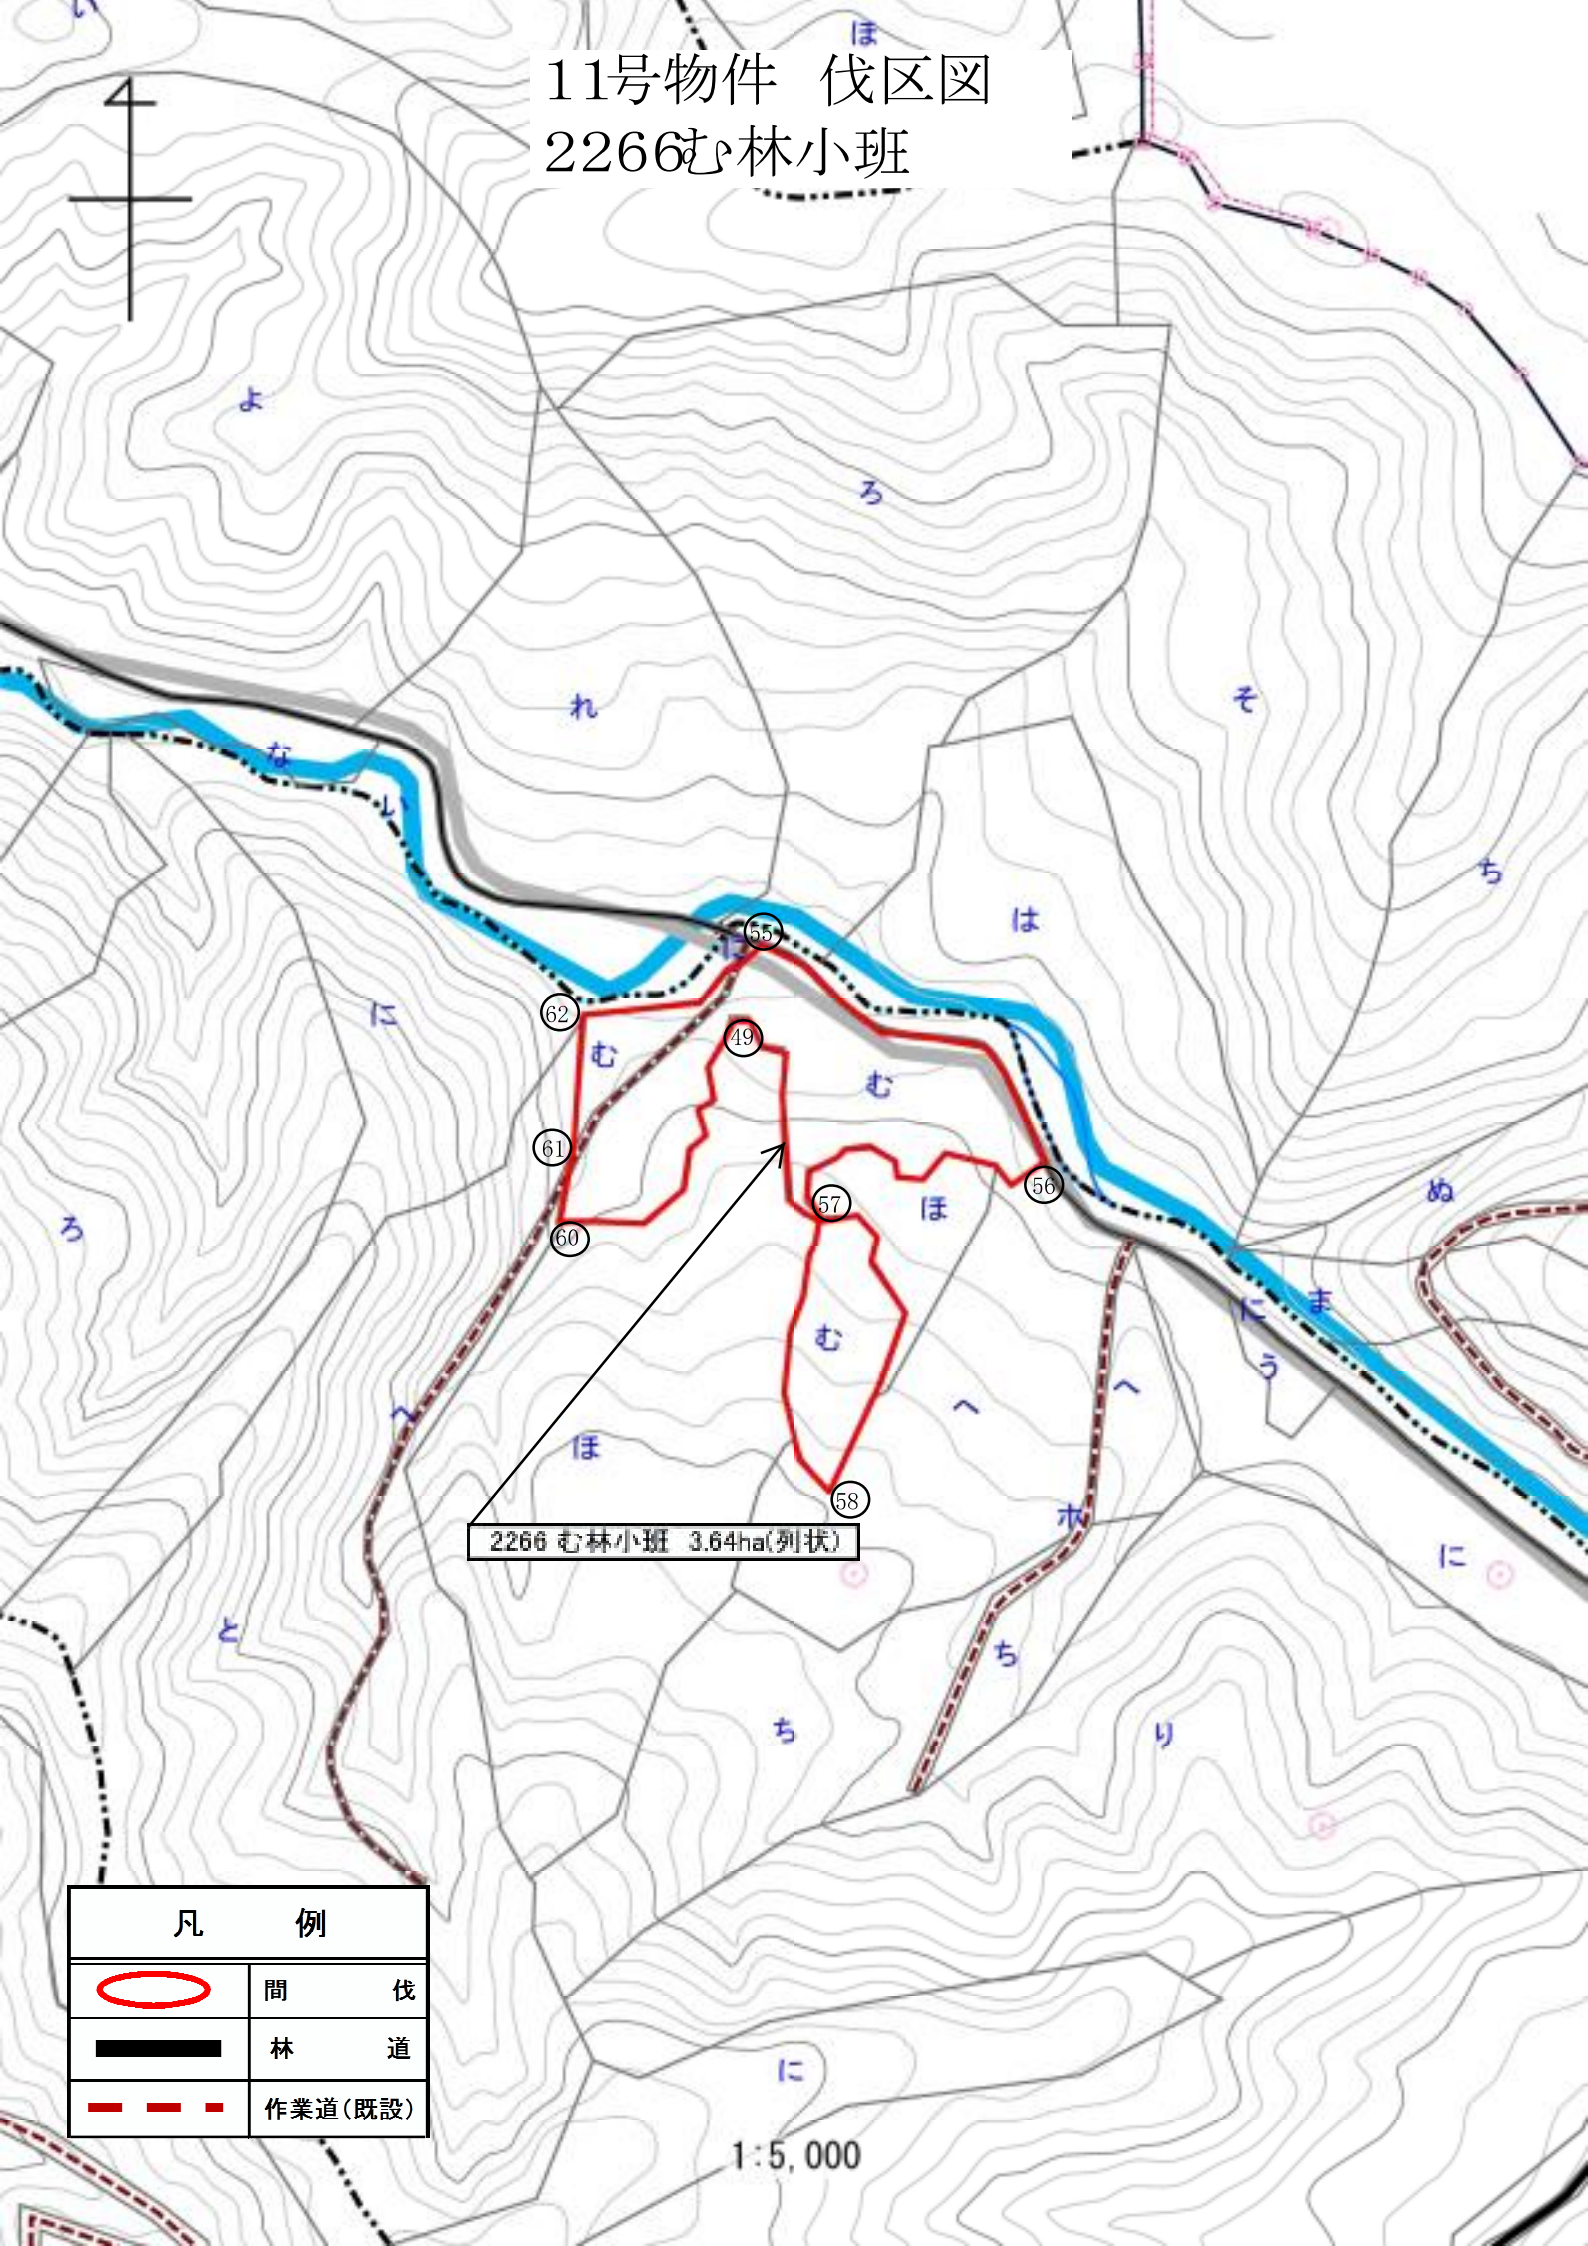 い
ほ
11号物件 伐区図
2266む林小班
よ
ろ
れ
そ
な
い
ち
は
55
に
に
62
49
む
む
61
56
57
ほ
ぬ
ろ
60
に
ま
む
う
へ
へ
へ
ほ
58
ホ
2266 む林小班 3.64ha(列状)
に
と
ち
ち
り
凡 例
間 伐
林 道
作業道(既設)
に
1:5,000